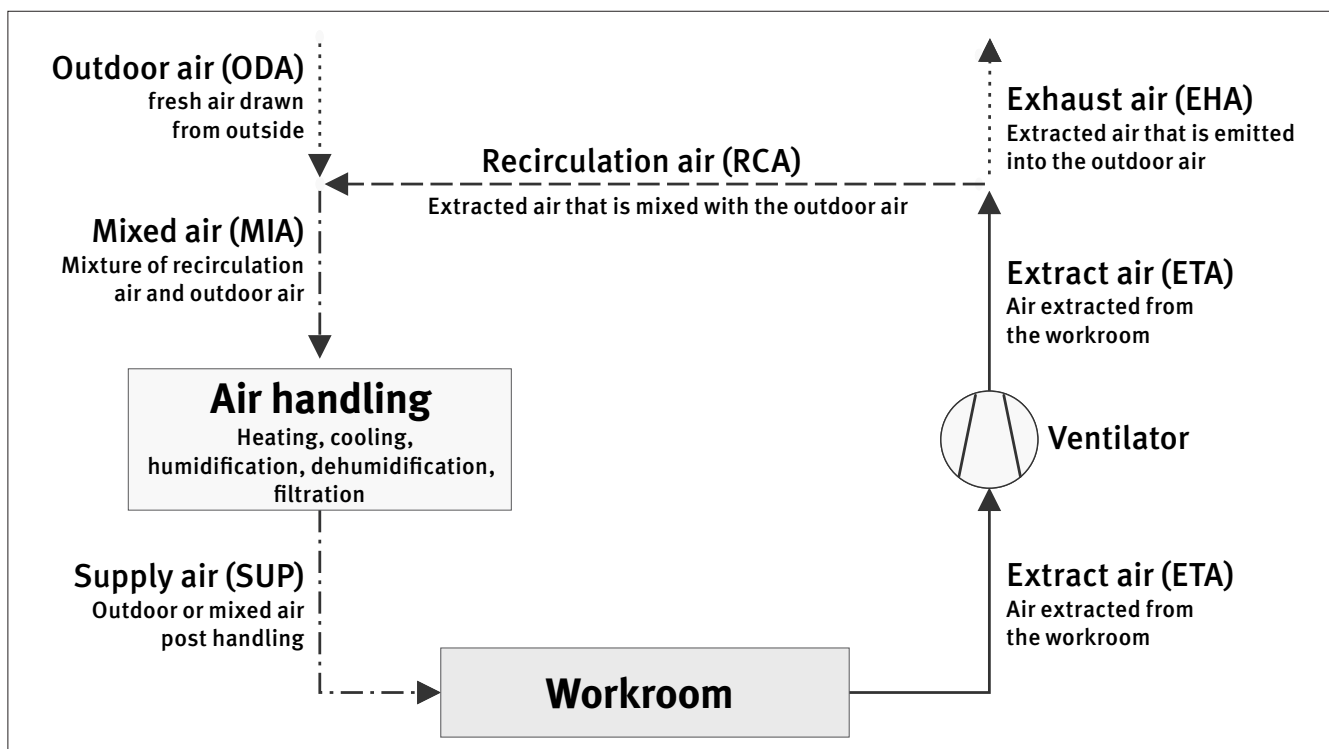 Outdoor air (ODA)
fresh air drawn
from outside
Exhaust air (EHA)
Extracted air that is emitted
into the outdoor air
Recirculation air (RCA)
Extracted air that is mixed with the outdoor air
Mixed air (MIA)
Mixture of recirculation
air and outdoor air
Extract air (ETA)
Air extracted from
the workroom
Air handling
Heating, cooling,
humidification, dehumidification,
filtration
Ventilator
Supply air (SUP)
Outdoor or mixed air
post handling
Extract air (ETA)
Air extracted from
the workroom
Workroom